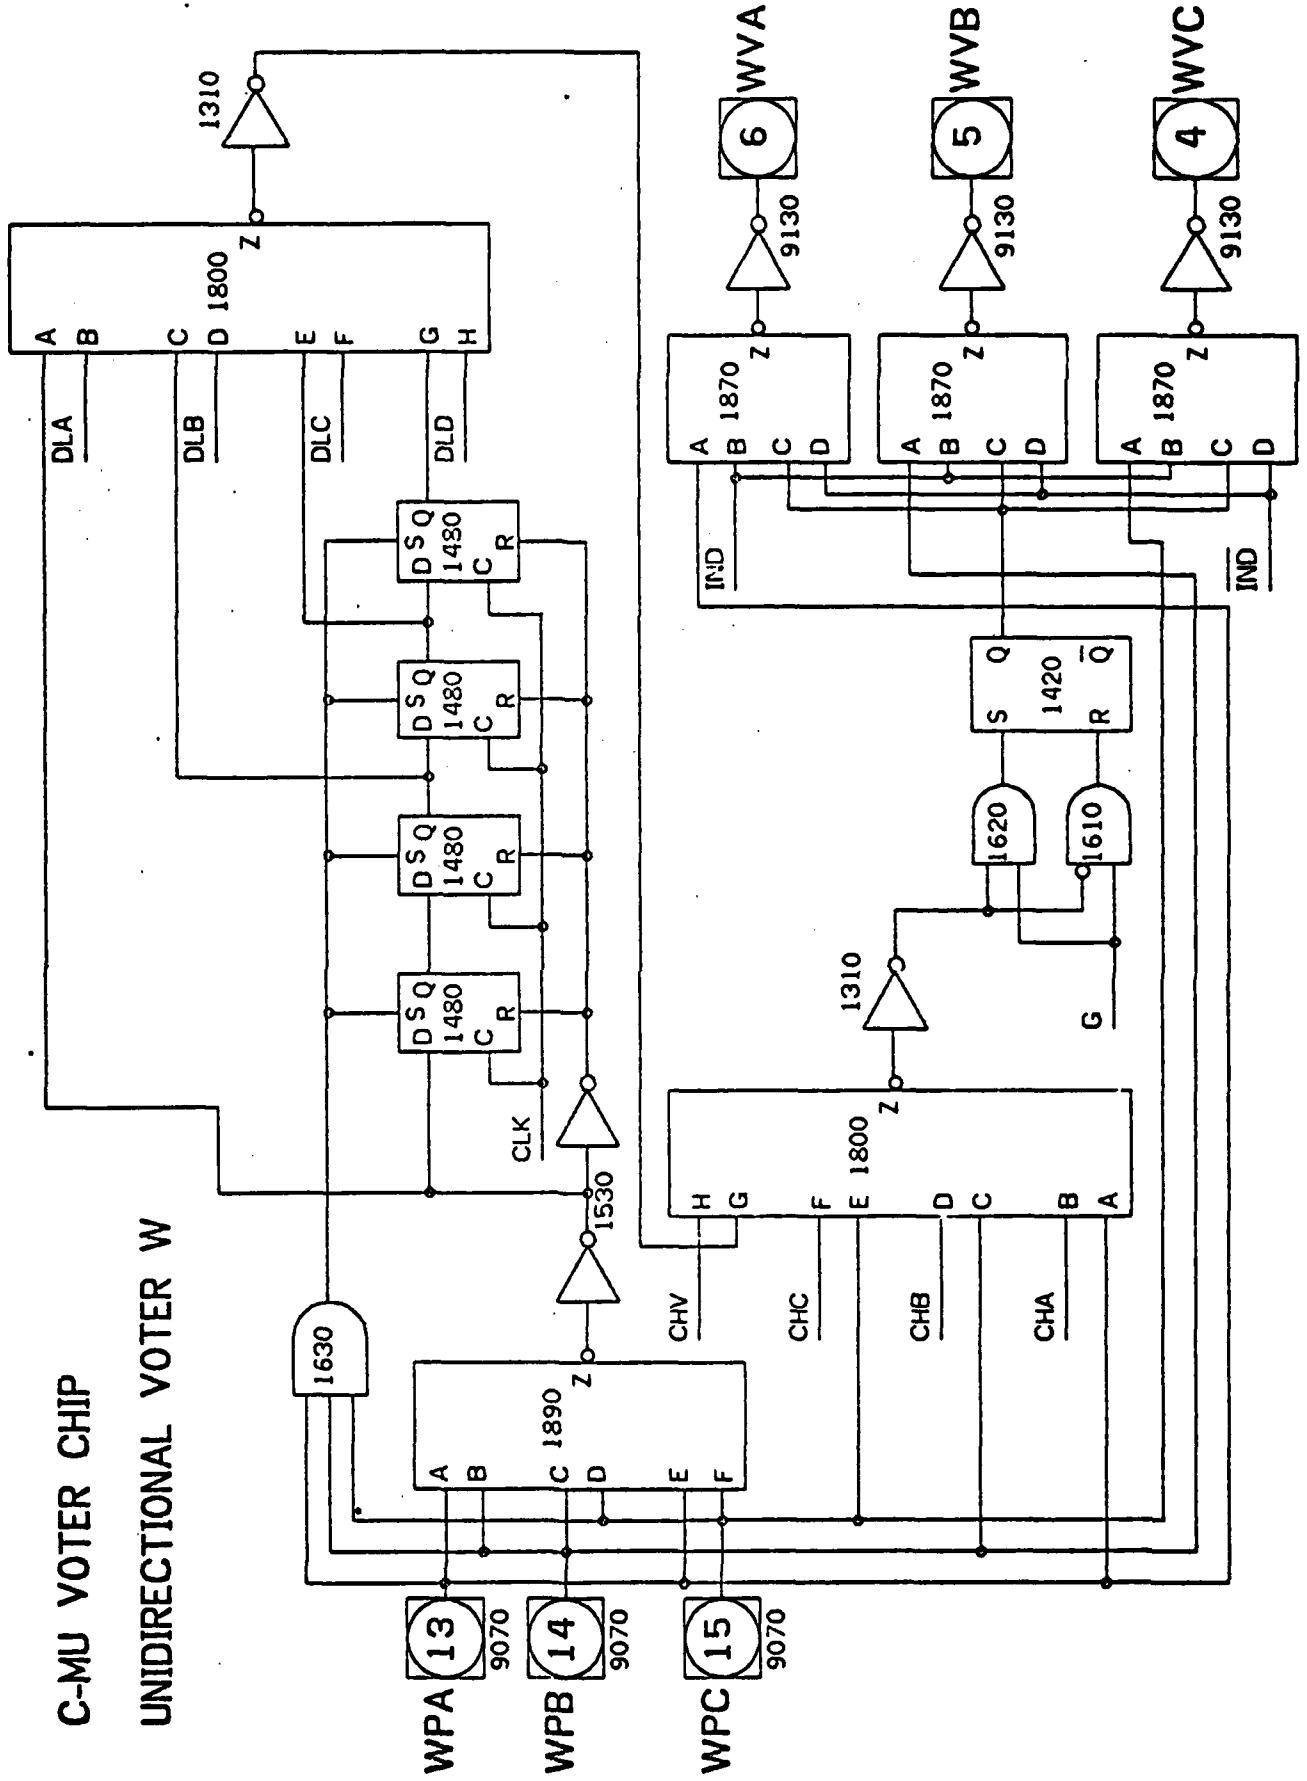 C-MU VOTER CHIP
UNIDIRECTIONAL VOTER W
WPA
13
9070
WPB
14
9070
WPC
15
9070
A
B
C
D
E
F
1890
Z
1630
1530
CLK
D S Q
1480
C R
D S Q
1480
C R
D S Q
1480
C R
D S Q
1480
C R
DLA
DLB
DLC
DLD
A
B
C
D
E
F
G
H
1800
Z
1310
CHV
CHC
CHB
CHA
H
G
F
E
D
C
B
A
1800
Z
1310
G
1620
1610
S
R
1420
Q
Q̅
IND
I̅N̅D̅
A
B
C
D
1870
Z
9130
6
WVA
A
B
C
D
1870
Z
9130
5
WVB
A
B
C
D
1870
Z
9130
4
WVC